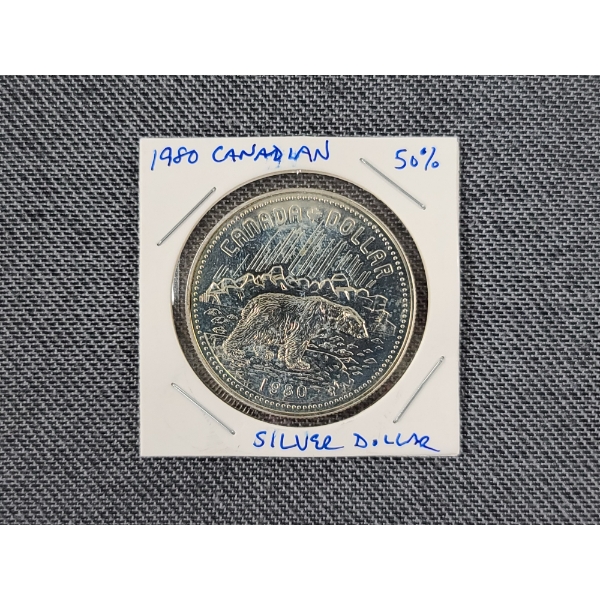 1980 CANADIAN 50%
CANADA DOLLAR
1980
SILVER DOLLAR